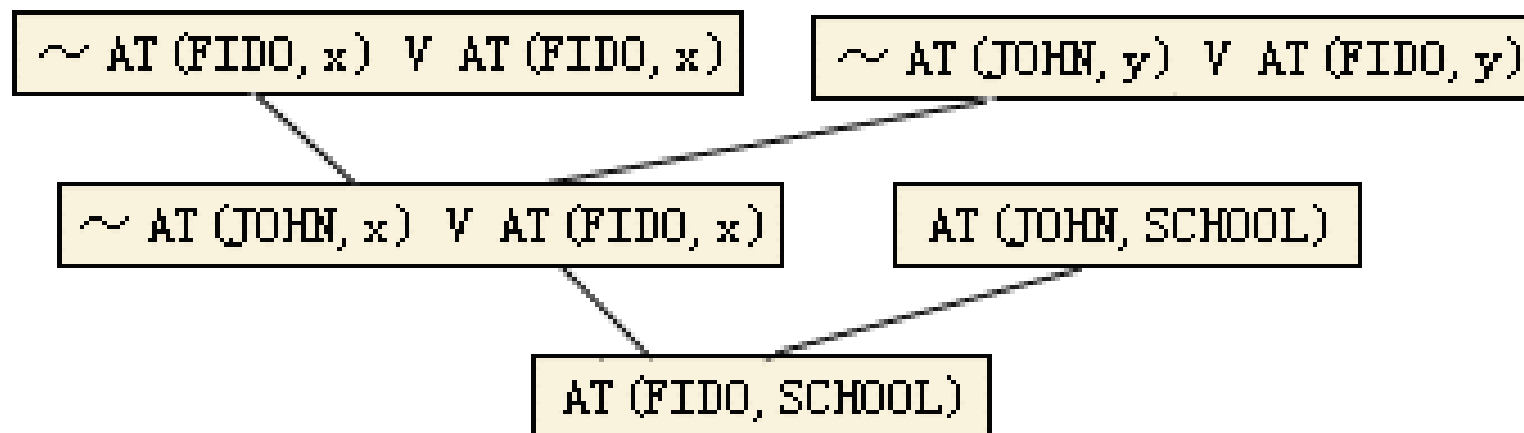 ~ AT(FIDO, x) V AT(FIDO, x)
~ AT(JOHN, y) V AT(FIDO, y)
~ AT(JOHN, x) V AT(FIDO, x)
AT(JOHN, SCHOOL)
AT(FIDO, SCHOOL)